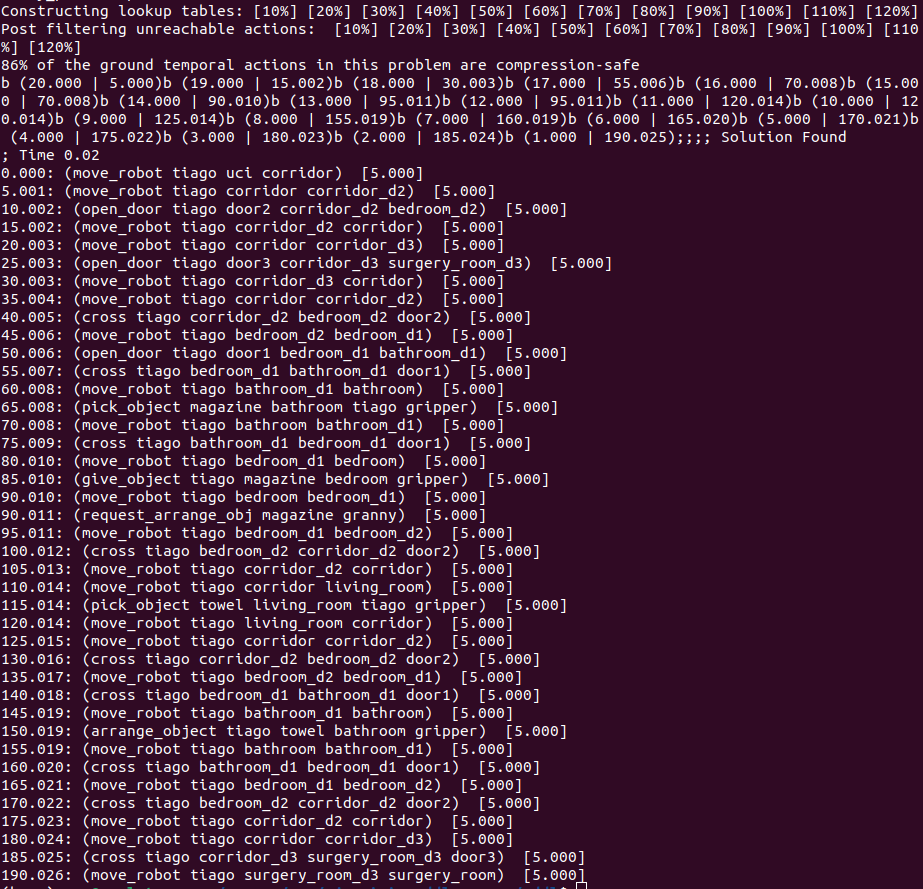 Constructing lookup tables: [10%] [20%] [30%] [40%] [50%] [60%] [70%] [80%] [90%] [100%] [110%] [120%]
Post filtering unreachable actions:  [10%] [20%] [30%] [40%] [50%] [60%] [70%] [80%] [90%] [100%] [110
%] [120%]
86% of the ground temporal actions in this problem are compression-safe
b (20.000 | 5.000)b (19.000 | 15.002)b (18.000 | 30.003)b (17.000 | 55.006)b (16.000 | 70.008)b (15.00
0 | 70.008)b (14.000 | 90.010)b (13.000 | 95.011)b (12.000 | 95.011)b (11.000 | 120.014)b (10.000 | 12
0.014)b (9.000 | 125.014)b (8.000 | 155.019)b (7.000 | 160.019)b (6.000 | 165.020)b (5.000 | 170.021)b
 (4.000 | 175.022)b (3.000 | 180.023)b (2.000 | 185.024)b (1.000 | 190.025);;;; Solution Found
; Time 0.02
0.000: (move_robot tiago uci corridor)  [5.000]
5.001: (move_robot tiago corridor corridor_d2)  [5.000]
10.002: (open_door tiago door2 corridor_d2 bedroom_d2)  [5.000]
15.002: (move_robot tiago corridor_d2 corridor)  [5.000]
20.003: (move_robot tiago corridor corridor_d3)  [5.000]
25.003: (open_door tiago door3 corridor_d3 surgery_room_d3)  [5.000]
30.003: (move_robot tiago corridor_d3 corridor)  [5.000]
35.004: (move_robot tiago corridor corridor_d2)  [5.000]
40.005: (cross tiago corridor_d2 bedroom_d2 door2)  [5.000]
45.006: (move_robot tiago bedroom_d2 bedroom_d1)  [5.000]
50.006: (open_door tiago door1 bedroom_d1 bathroom_d1)  [5.000]
55.007: (cross tiago bedroom_d1 bathroom_d1 door1)  [5.000]
60.008: (move_robot tiago bathroom_d1 bathroom)  [5.000]
65.008: (pick_object magazine bathroom tiago gripper)  [5.000]
70.008: (move_robot tiago bathroom bathroom_d1)  [5.000]
75.009: (cross tiago bathroom_d1 bedroom_d1 door1)  [5.000]
80.010: (move_robot tiago bedroom_d1 bedroom)  [5.000]
85.010: (give_object tiago magazine bedroom gripper)  [5.000]
90.010: (move_robot tiago bedroom bedroom_d1)  [5.000]
90.011: (request_arrange_obj magazine granny)  [5.000]
95.011: (move_robot tiago bedroom_d1 bedroom_d2)  [5.000]
100.012: (cross tiago bedroom_d2 corridor_d2 door2)  [5.000]
105.013: (move_robot tiago corridor_d2 corridor)  [5.000]
110.014: (move_robot tiago corridor living_room)  [5.000]
115.014: (pick_object towel living_room tiago gripper)  [5.000]
120.014: (move_robot tiago living_room corridor)  [5.000]
125.015: (move_robot tiago corridor corridor_d2)  [5.000]
130.016: (cross tiago corridor_d2 bedroom_d2 door2)  [5.000]
135.017: (move_robot tiago bedroom_d2 bedroom_d1)  [5.000]
140.018: (cross tiago bedroom_d1 bathroom_d1 door1)  [5.000]
145.019: (move_robot tiago bathroom_d1 bathroom)  [5.000]
150.019: (arrange_object tiago towel bathroom gripper)  [5.000]
155.019: (move_robot tiago bathroom bathroom_d1)  [5.000]
160.020: (cross tiago bathroom_d1 bedroom_d1 door1)  [5.000]
165.021: (move_robot tiago bedroom_d1 bedroom_d2)  [5.000]
170.022: (cross tiago bedroom_d2 corridor_d2 door2)  [5.000]
175.023: (move_robot tiago corridor_d2 corridor)  [5.000]
180.024: (move_robot tiago corridor corridor_d3)  [5.000]
185.025: (cross tiago corridor_d3 surgery_room_d3 door3)  [5.000]
190.026: (move_robot tiago surgery_room_d3 surgery_room)  [5.000]